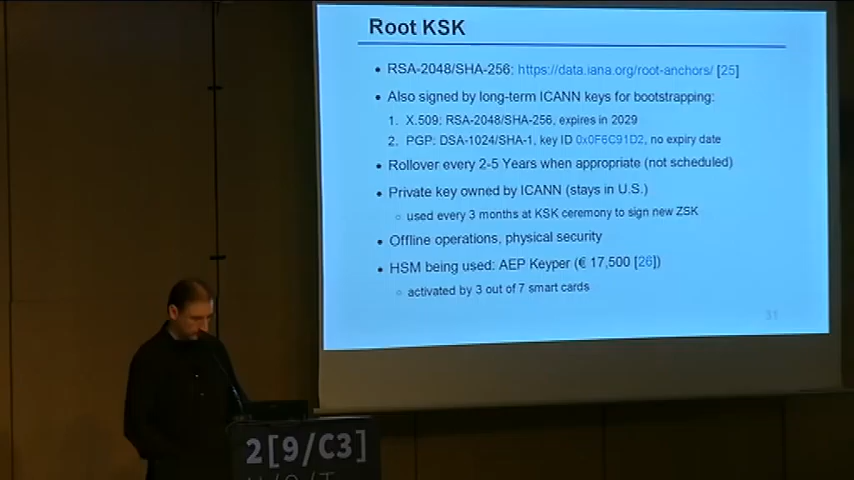 Root KSK
• RSA-2048/SHA-256: https://data.iana.org/root-anchors/ [25]
• Also signed by long-term ICANN keys for bootstrapping:
1. X.509: RSA-2048/SHA-256, expires in 2029
2. PGP: DSA-1024/SHA-1, key ID 0x0F6C91D2, no expiry date
• Rollover every 2-5 Years when appropriate (not scheduled)
• Private key owned by ICANN (stays in U.S.)
○ used every 3 months at KSK ceremony to sign new ZSK
• Offline operations, physical security
• HSM being used: AEP Keyper (€ 17,500 [26])
○ activated by 3 out of 7 smart cards
31
2[9/C3]